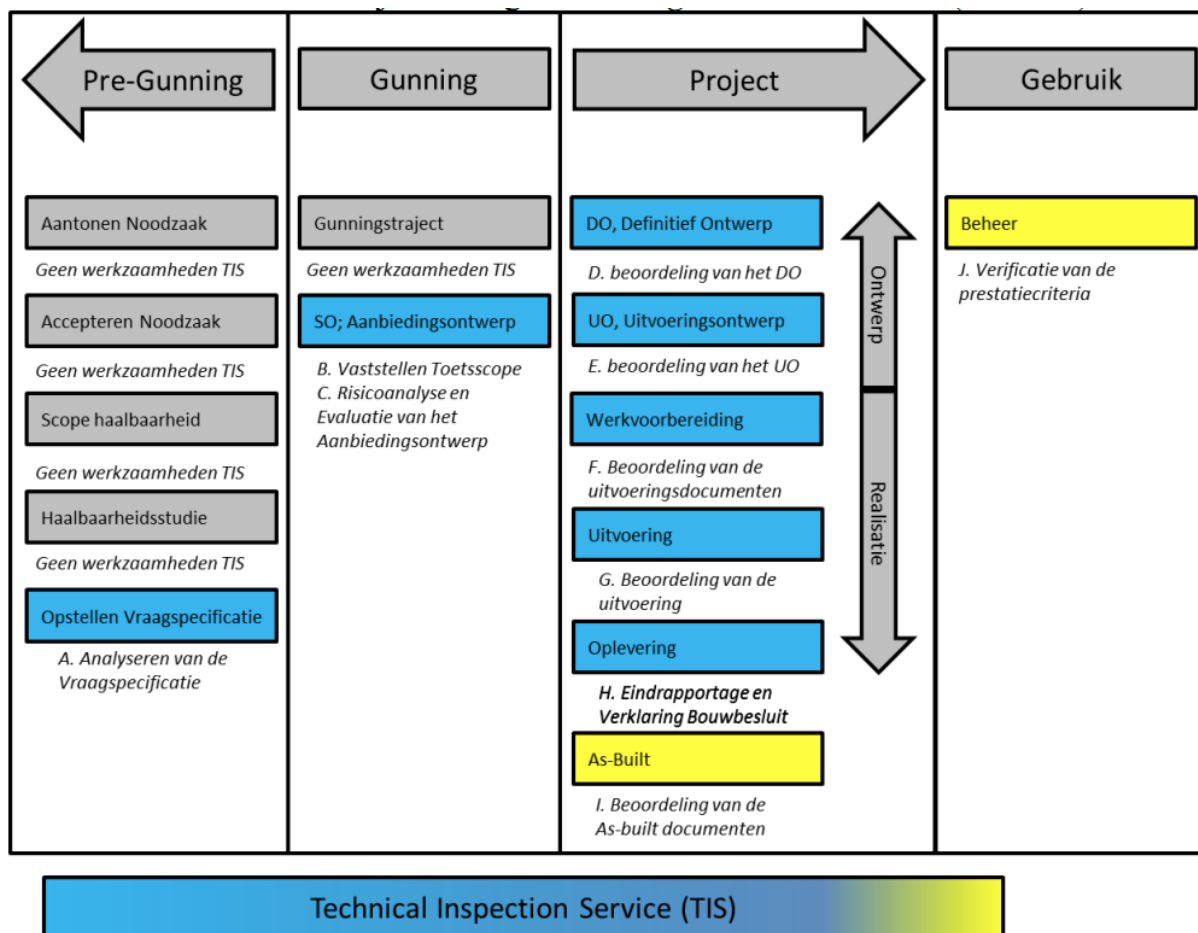 Pre-Gunning
Gunning
Project
Gebruik
Aantonen Noodzaak
Geen werkzaamheden TIS
Accepteren Noodzaak
Geen werkzaamheden TIS
Scope haalbaarheid
Geen werkzaamheden TIS
Haalbaarheidsstudie
Geen werkzaamheden TIS
Opstellen Vraagspecificatie
A. Analyseren van de
Vraagspecificatie
Gunningstraject
Geen werkzaamheden TIS
SO; Aanbiedingsontwerp
B. Vaststellen Toetsscope
C. Risicoanalyse en
Evaluatie van het
Aanbiedingsontwerp
DO, Definitief Ontwerp
D. beoordeling van het DO
UO, Uitvoeringsontwerp
E. beoordeling van het UO
Werkvoorbereiding
F. Beoordeling van de
uitvoeringsdocumenten
Uitvoering
G. Beoordeling van de
uitvoering
Oplevering
H. Eindrapportage en
Verklaring Bouwbesluit
As-Built
I. Beoordeling van de
As-built documenten
Ontwerp
Realisatie
Beheer
J. Verificatie van de
prestatiecriteria
Technical Inspection Service (TIS)